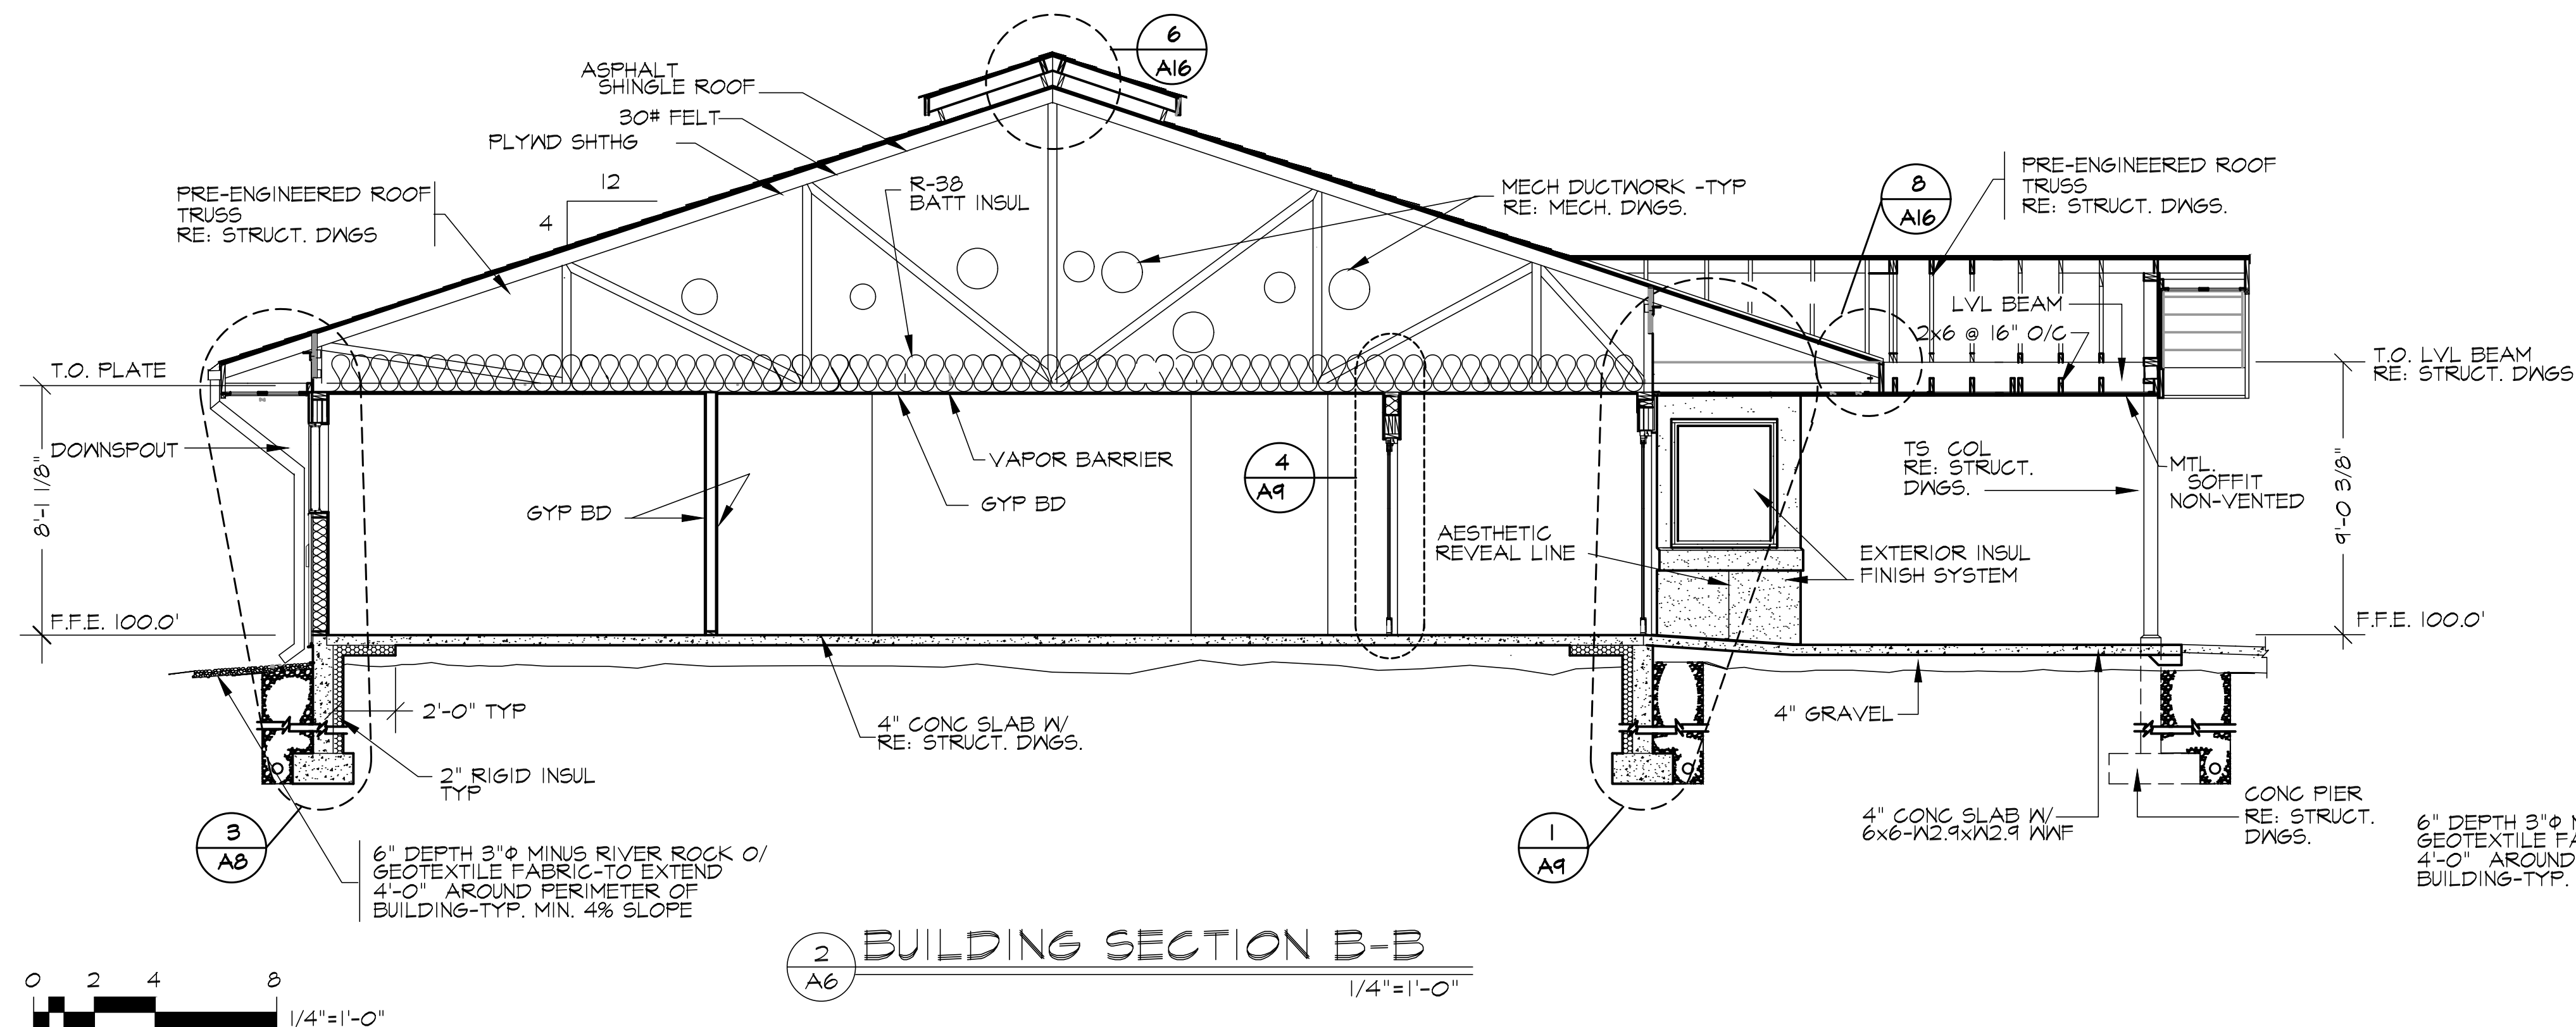 6
A16
ASPHALT
SHINGLE ROOF
30# FELT
PLYWD SHTHG
12
4
PRE-ENGINEERED ROOF
TRUSS
RE: STRUCT. DWGS
R-38
BATT INSUL
MECH DUCTWORK -TYP
RE: MECH. DWGS.
8
A16
PRE-ENGINEERED ROOF
TRUSS
RE: STRUCT. DWGS.
LVL BEAM
2x6 @ 16" O/C
T.O. LVL BEAM
RE: STRUCT. DWGS
T.O. PLATE
DOWNSPOUT
8'-1 1/8"
F.F.E. 100.0'
GYP BD
VAPOR BARRIER
GYP BD
4
A9
AESTHETIC
REVEAL LINE
EXTERIOR INSUL
FINISH SYSTEM
TS COL
RE: STRUCT.
DWGS.
MTL.
SOFFIT
NON-VENTED
9'-0 3/8"
F.F.E. 100.0'
2'-0" TYP
2" RIGID INSUL
TYP
4" CONC SLAB W/
RE: STRUCT. DWGS.
4" GRAVEL
4" CONC SLAB W/
6x6-W2.9xW2.9 WWF
CONC PIER
RE: STRUCT.
DWGS.
3
A8
6" DEPTH 3"Φ MINUS RIVER ROCK O/
GEOTEXTILE FABRIC-TO EXTEND
4'-0" AROUND PERIMETER OF
BUILDING-TYP. MIN. 4% SLOPE
1
A9
6" DEPTH 3"Φ
GEOTEXTILE
4'-0" AROUND
BUILDING-TYP.
2
A6
BUILDING SECTION B-B
1/4"=1'-0"
0 2 4 8
1/4"=1'-0"